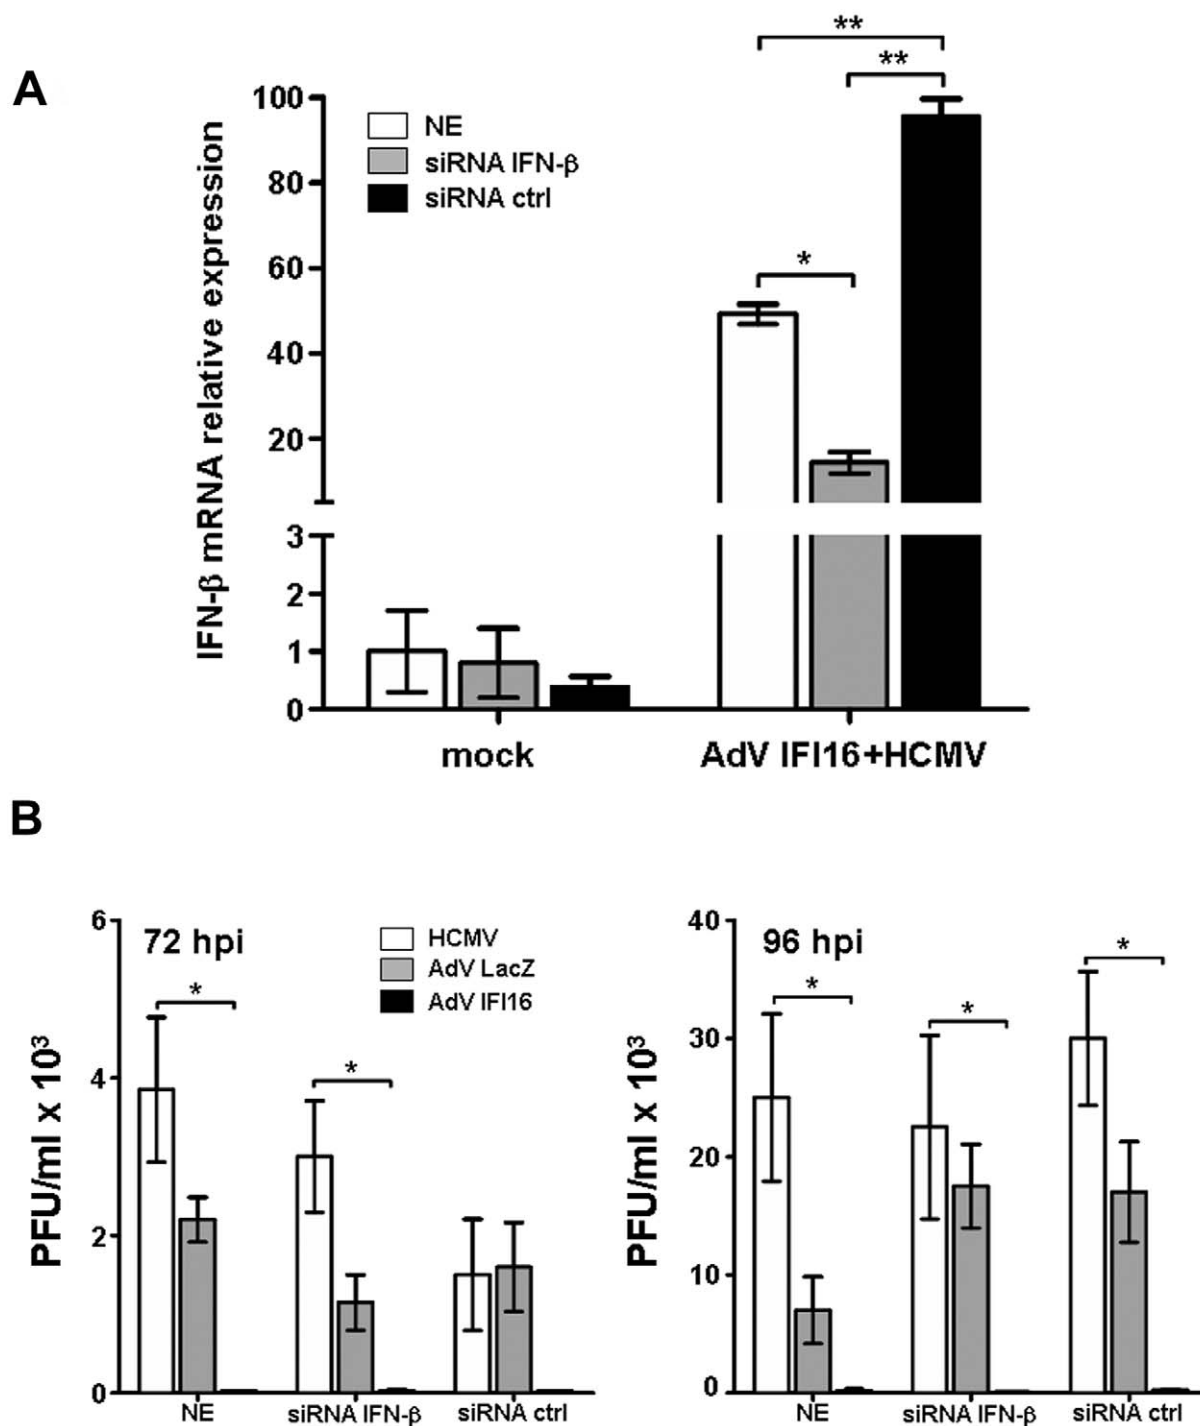 A
**
**
100
NE
siRNA IFN-β
siRNA ctrl
80
60
*
40
20
3
2
1
0
IFN-β mRNA relative expression
mock
AdV IFI16+HCMV
B
6
72 hpi
HCMV
AdV LacZ
AdV IFI16
*
4
*
2
0
PFU/ml x 10³
NE
siRNA IFN-β
siRNA ctrl
40
96 hpi
*
*
*
30
20
10
0
PFU/ml x 10³
NE
siRNA IFN-β
siRNA ctrl